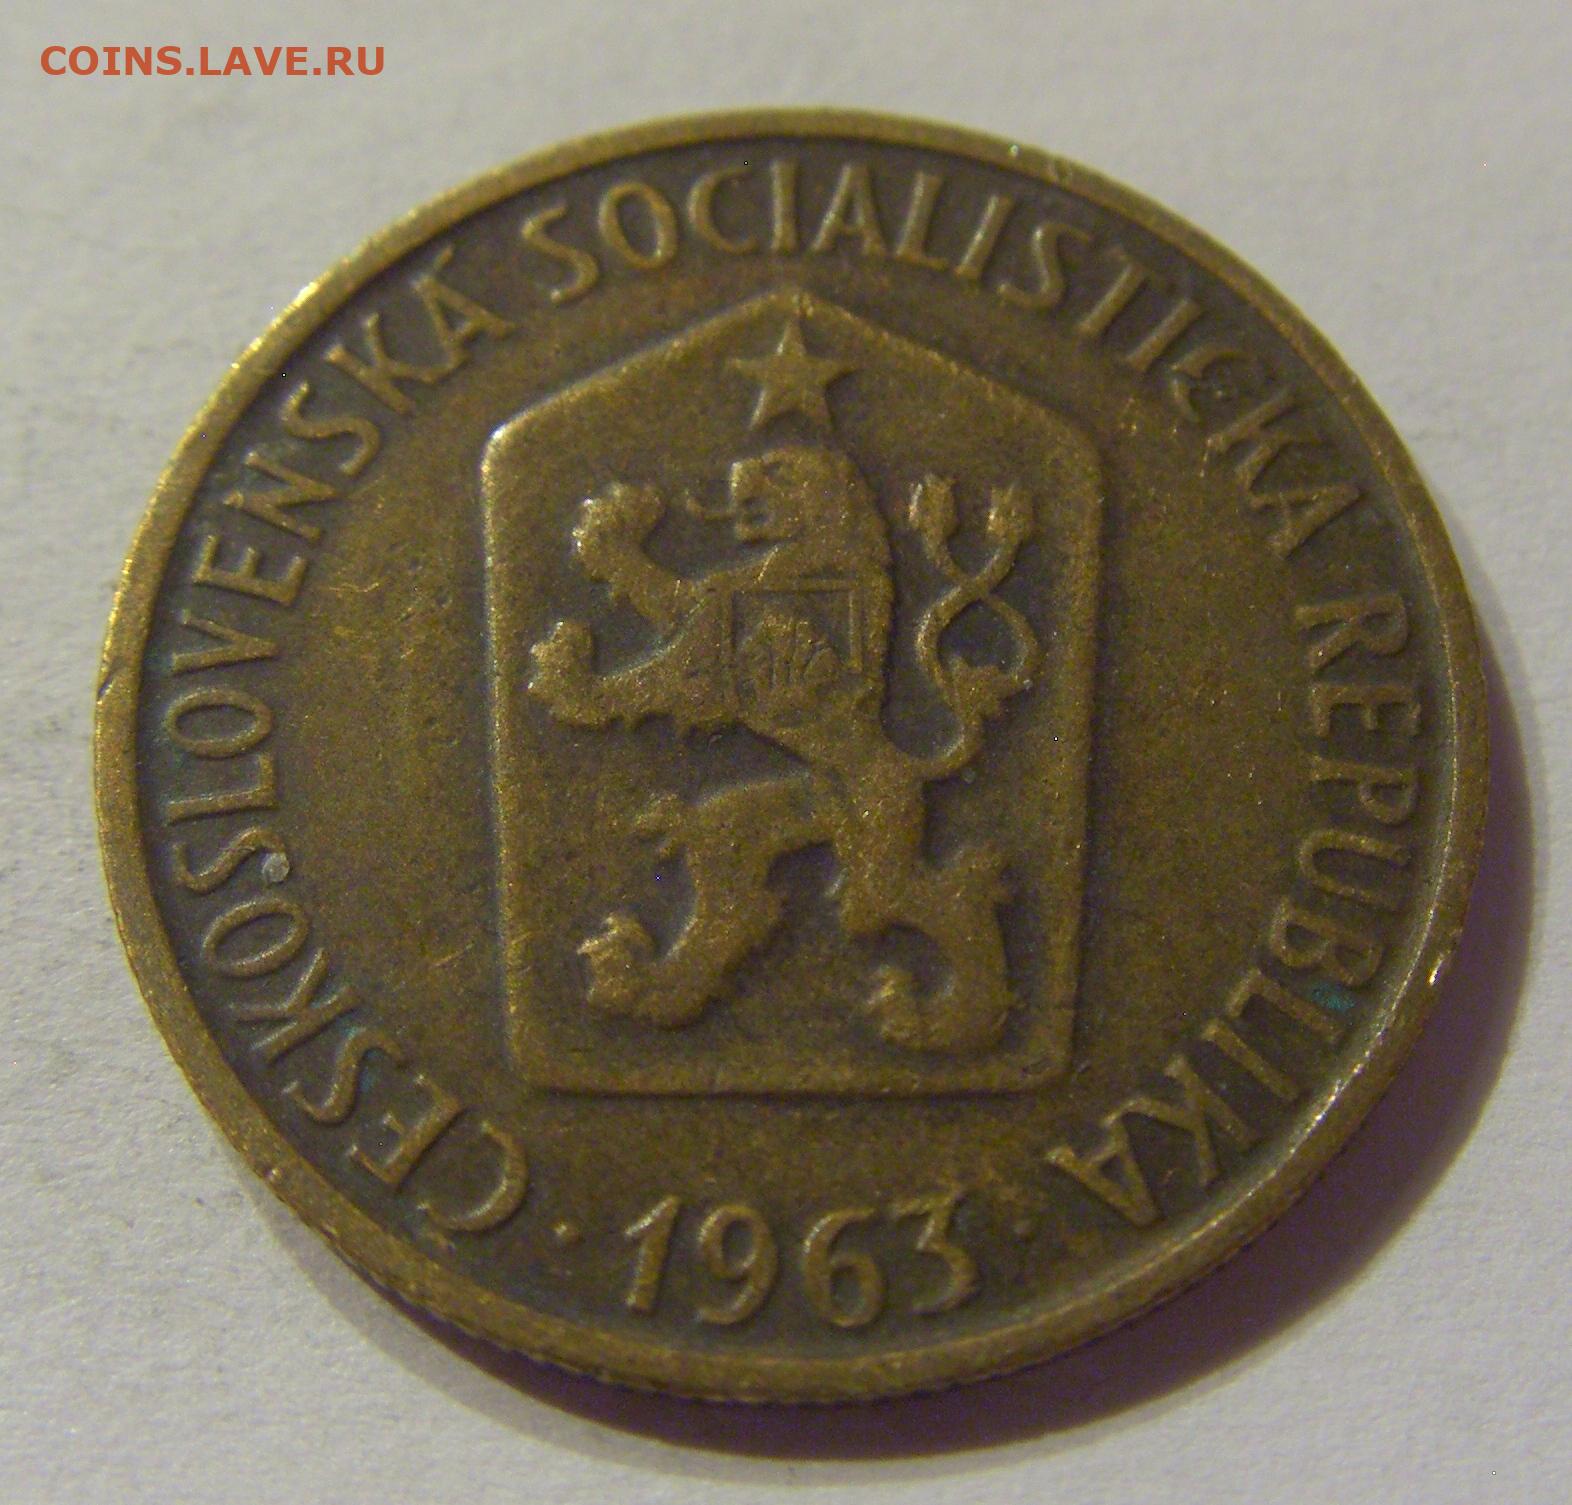 COINS.LAVE.RU
ČESKOSLOVENSKÁ SOCIALISTICKÁ REPUBLIKA
· 1963 ·